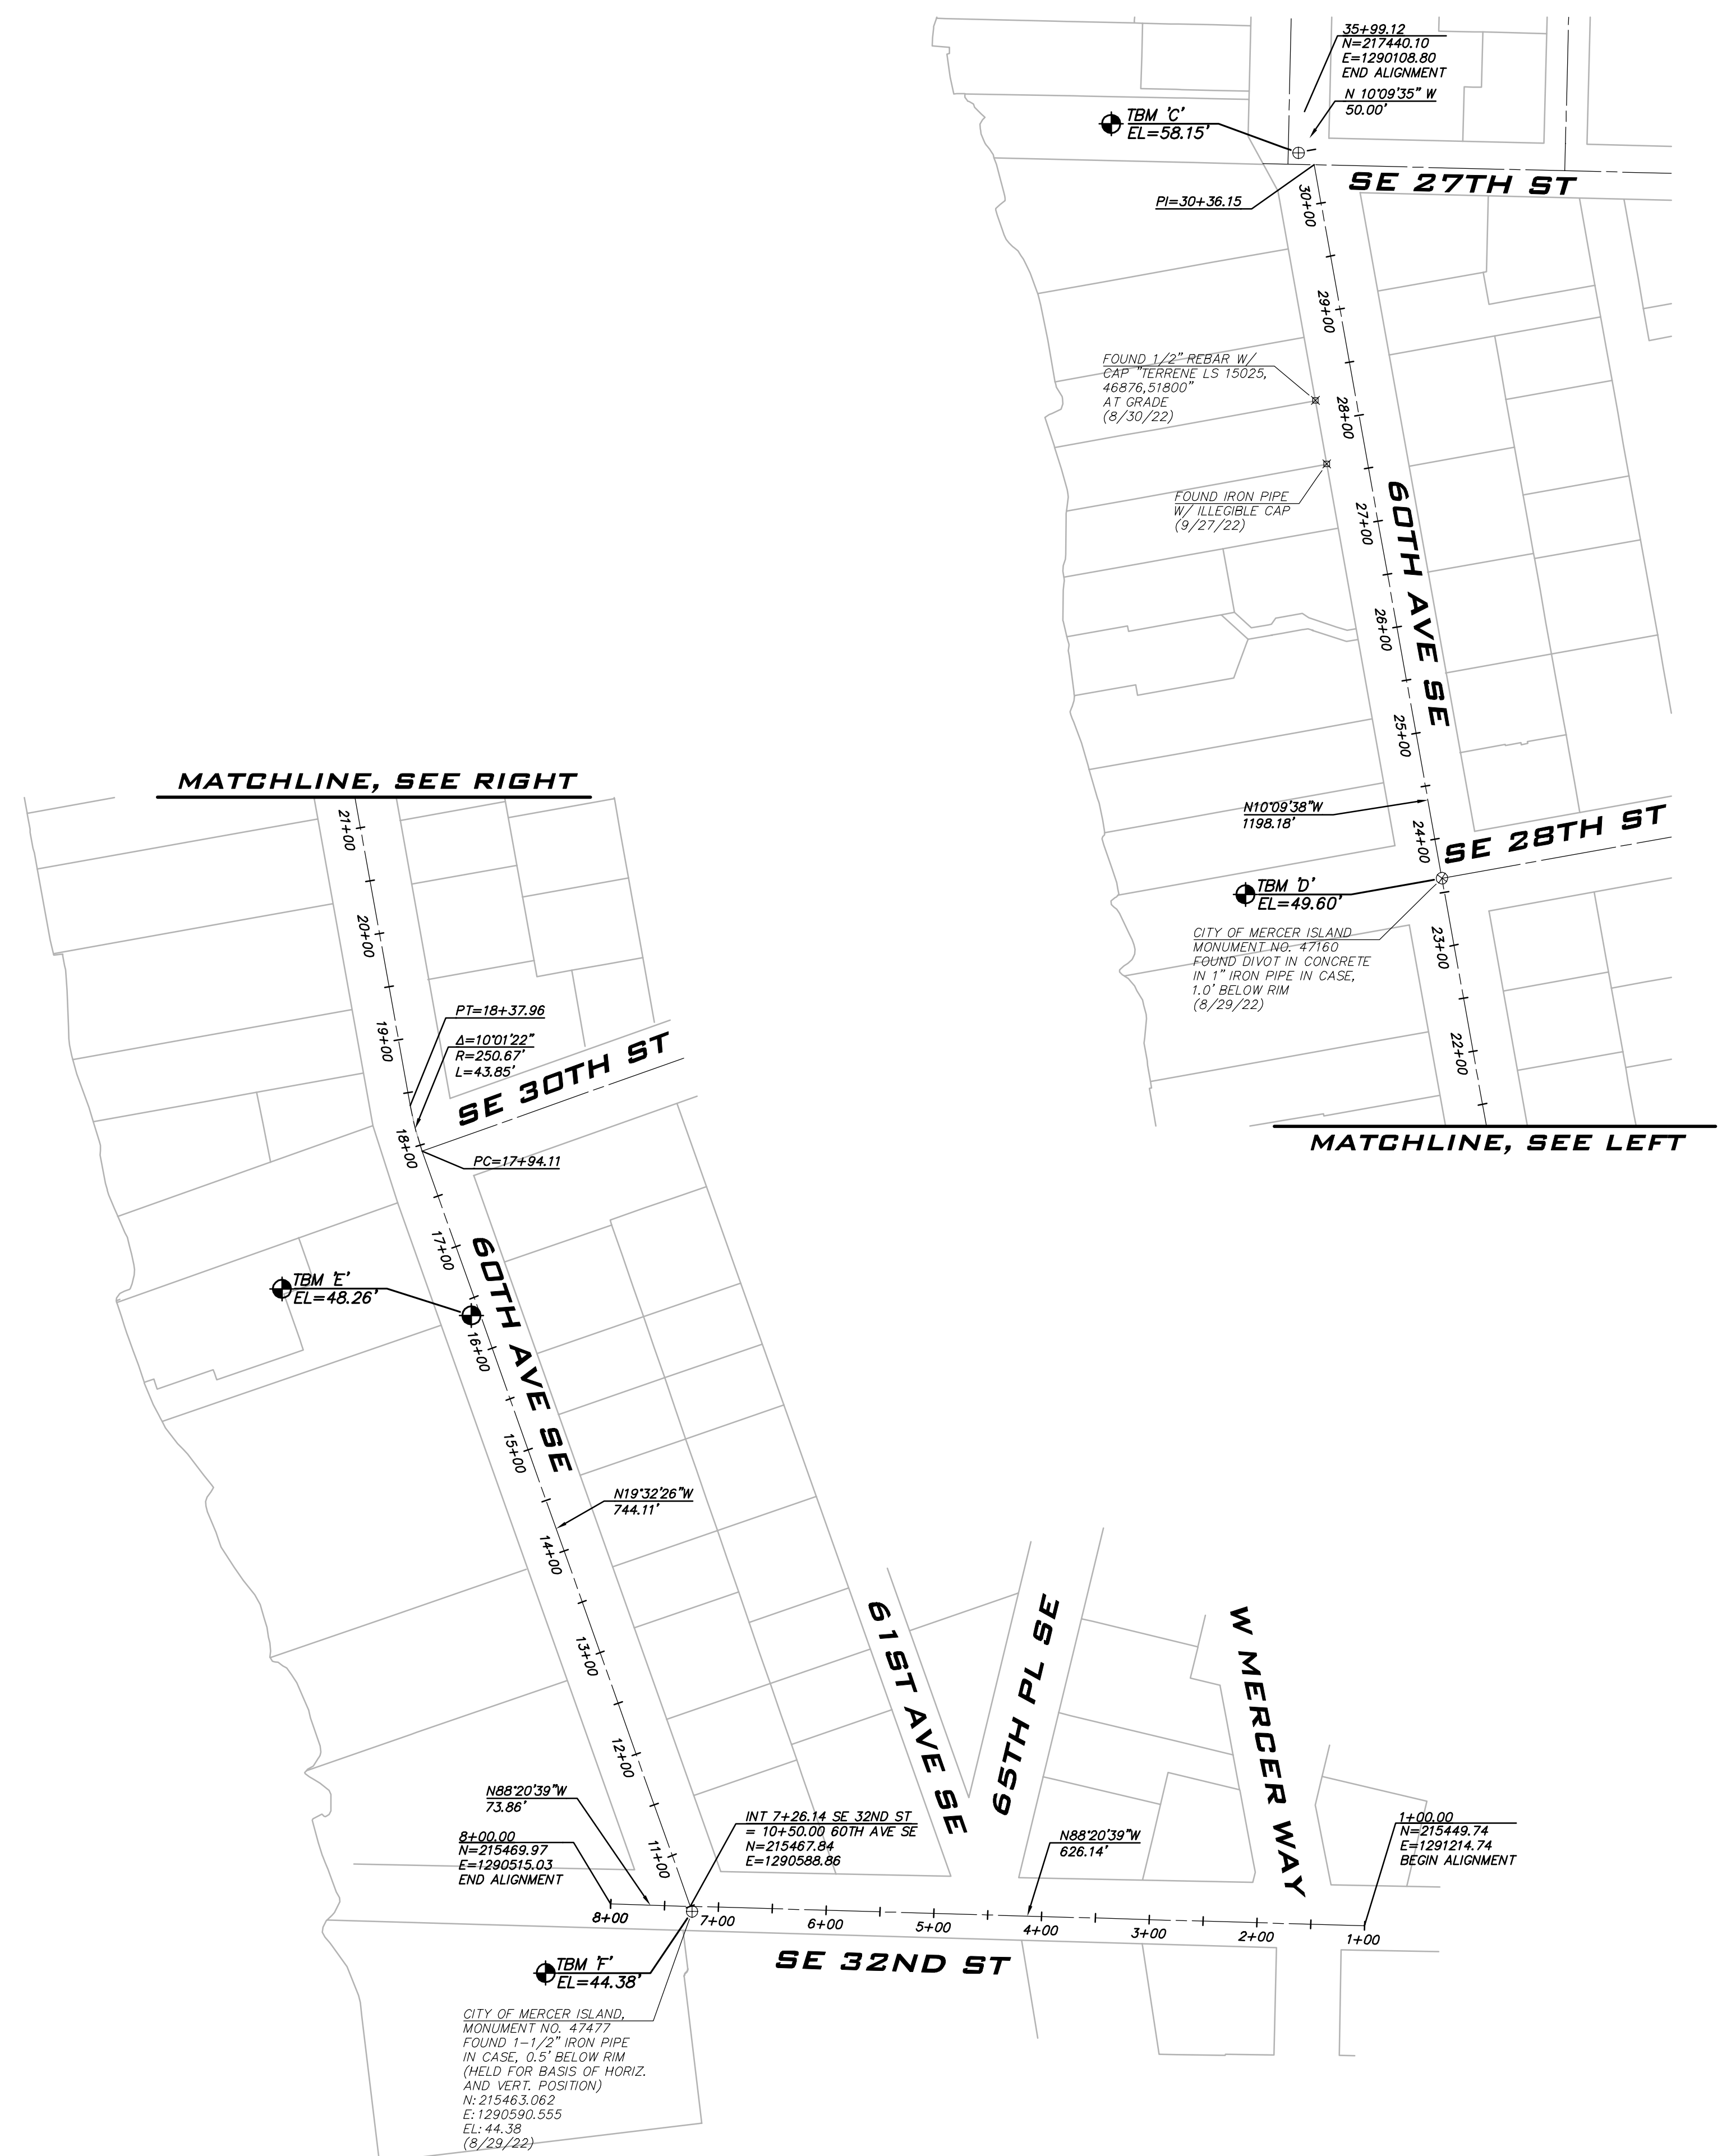 35+99.12
N=217440.10
E=1290108.80
END ALIGNMENT
N 10°09'35" W
50.00'
TBM 'C'
EL=58.15'
SE 27TH ST
PI=30+36.15
30+00
29+00
FOUND 1/2" REBAR W/
CAP "TERRENE LS 15025,
46876,51800"
AT GRADE
(8/30/22)
28+00
FOUND IRON PIPE
W/ ILLEGIBLE CAP
(9/27/22)
27+00
60TH AVE SE
26+00
25+00
N10°09'38"W
1198.18'
24+00
SE 28TH ST
TBM 'D'
EL=49.60'
CITY OF MERCER ISLAND
MONUMENT NO. 47160
FOUND DIVOT IN CONCRETE
IN 1" IRON PIPE IN CASE,
1.0' BELOW RIM
(8/29/22)
23+00
22+00
MATCHLINE, SEE LEFT
MATCHLINE, SEE RIGHT
21+00
20+00
19+00
PT=18+37.96
Δ=10°01'22"
R=250.67'
L=43.85'
SE 30TH ST
18+00
PC=17+94.11
17+00
60TH AVE SE
TBM 'E'
EL=48.26'
16+00
15+00
N19°32'26"W
744.11'
14+00
13+00
12+00
11+00
61ST AVE SE
65TH PL SE
W MERCER WAY
N88°20'39"W
73.86'
8+00.00
N=215469.97
E=1290515.03
END ALIGNMENT
INT 7+26.14 SE 32ND ST
= 10+50.00 60TH AVE SE
N=215467.84
E=1290588.86
N88°20'39"W
626.14'
1+00.00
N=215449.74
E=1291214.74
BEGIN ALIGNMENT
8+00
7+00
6+00
5+00
4+00
3+00
2+00
1+00
SE 32ND ST
TBM 'F'
EL=44.38'
CITY OF MERCER ISLAND,
MONUMENT NO. 47477
FOUND 1-1/2" IRON PIPE
IN CASE, 0.5' BELOW RIM
(HELD FOR BASIS OF HORIZ.
AND VERT. POSITION)
N: 215463.062
E: 1290590.555
EL: 44.38
(8/29/22)